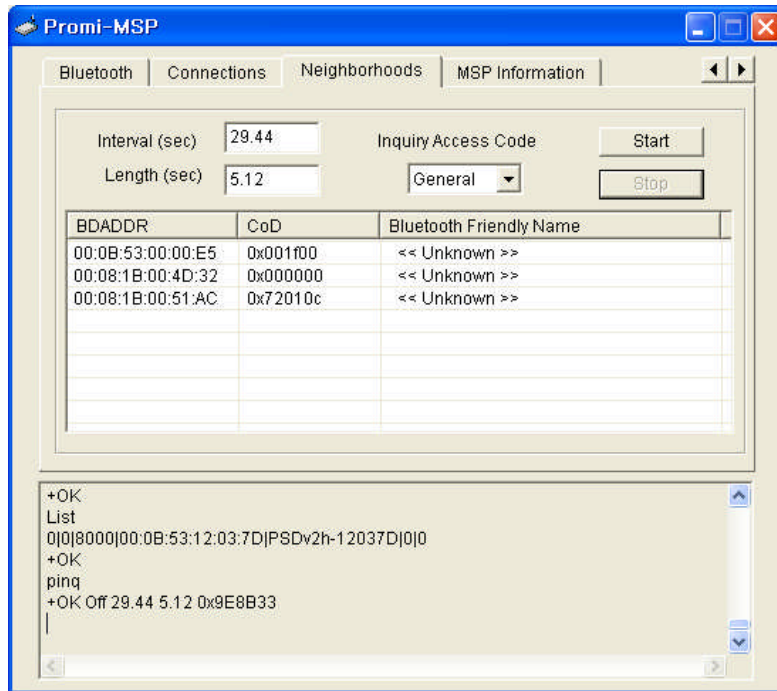 Promi-MSP
Bluetooth Connections Neighborhoods MSP Information
Interval (sec) 29.44 Inquiry Access Code Start
Length (sec) 5.12 General Stop
BDADDR CoD Bluetooth Friendly Name
00:0B:53:00:00:E5 0x001f00 << Unknown >>
00:08:1B:00:4D:32 0x000000 << Unknown >>
00:08:1B:00:51:AC 0x72010c << Unknown >>
+OK
List
0|0|8000|00:0B:53:12:03:7D|PSDv2h-12037D|0|0
+OK
pinq
+OK Off 29.44 5.12 0x9E8B33